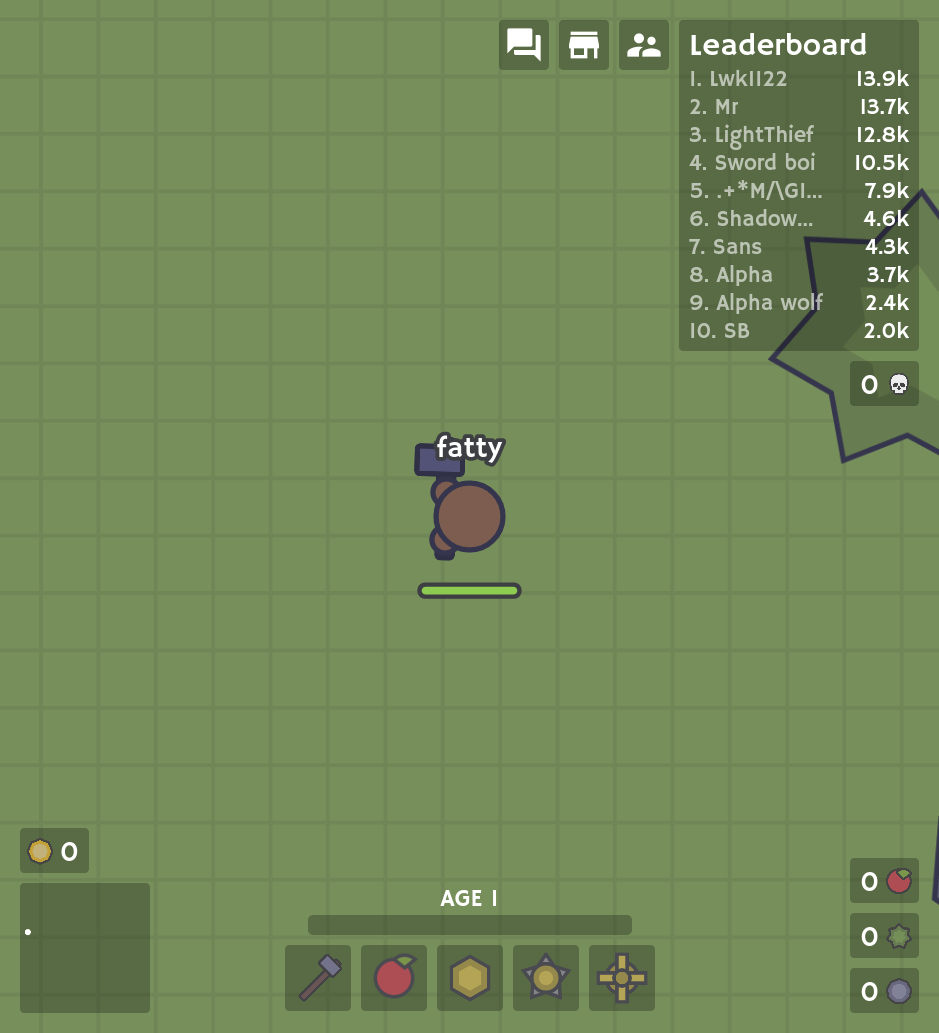 Leaderboard
1. Lwk1122 13.9k
2. Mr 13.7k
3. LightThief 12.8k
4. Sword boi 10.5k
5. .+*M/\GI... 7.9k
6. Shadow... 4.6k
7. Sans 4.3k
8. Alpha 3.7k
9. Alpha wolf 2.4k
10. SB 2.0k
0
fatty
0
AGE 1
0
0
0